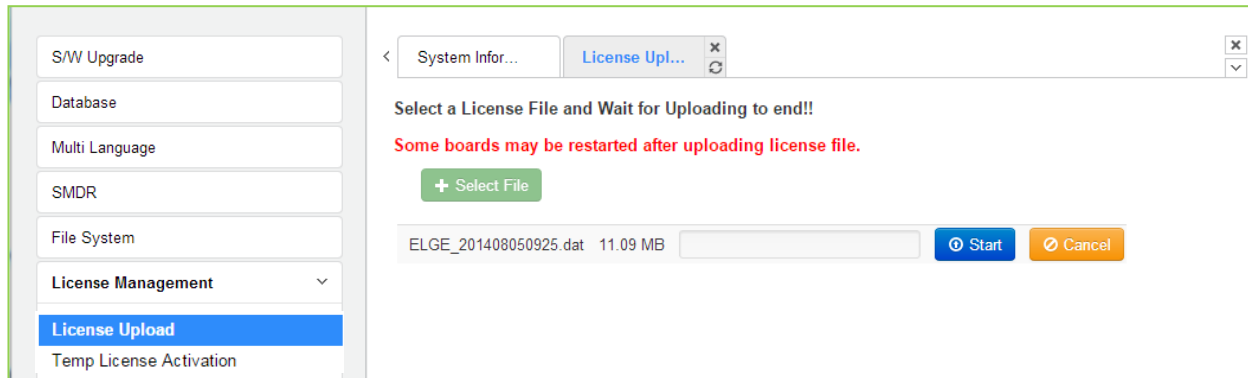 S/W Upgrade
Database
Multi Language
SMDR
File System
License Management
License Upload
Temp License Activation
System Infor...
License Upl...
Select a License File and Wait for Uploading to end!!
Some boards may be restarted after uploading license file.
+ Select File
ELGE_201408050925.dat 11.09 MB
Start
Cancel